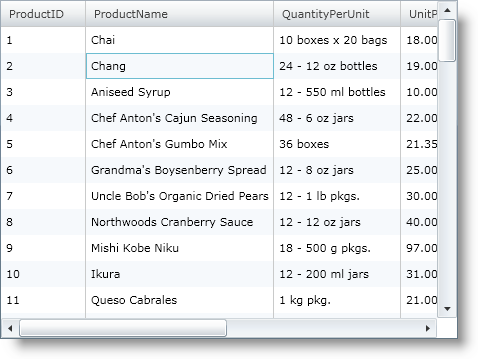 ProductID ProductName QuantityPerUnit UnitP
1 Chai 10 boxes x 20 bags 18.00
2 Chang 24 - 12 oz bottles 19.00
3 Aniseed Syrup 12 - 550 ml bottles 10.00
4 Chef Anton's Cajun Seasoning 48 - 6 oz jars 22.00
5 Chef Anton's Gumbo Mix 36 boxes 21.35
6 Grandma's Boysenberry Spread 12 - 8 oz jars 25.00
7 Uncle Bob's Organic Dried Pears 12 - 1 lb pkgs. 30.00
8 Northwoods Cranberry Sauce 12 - 12 oz jars 40.00
9 Mishi Kobe Niku 18 - 500 g pkgs. 97.00
10 Ikura 12 - 200 ml jars 31.00
11 Queso Cabrales 1 kg pkg. 21.00